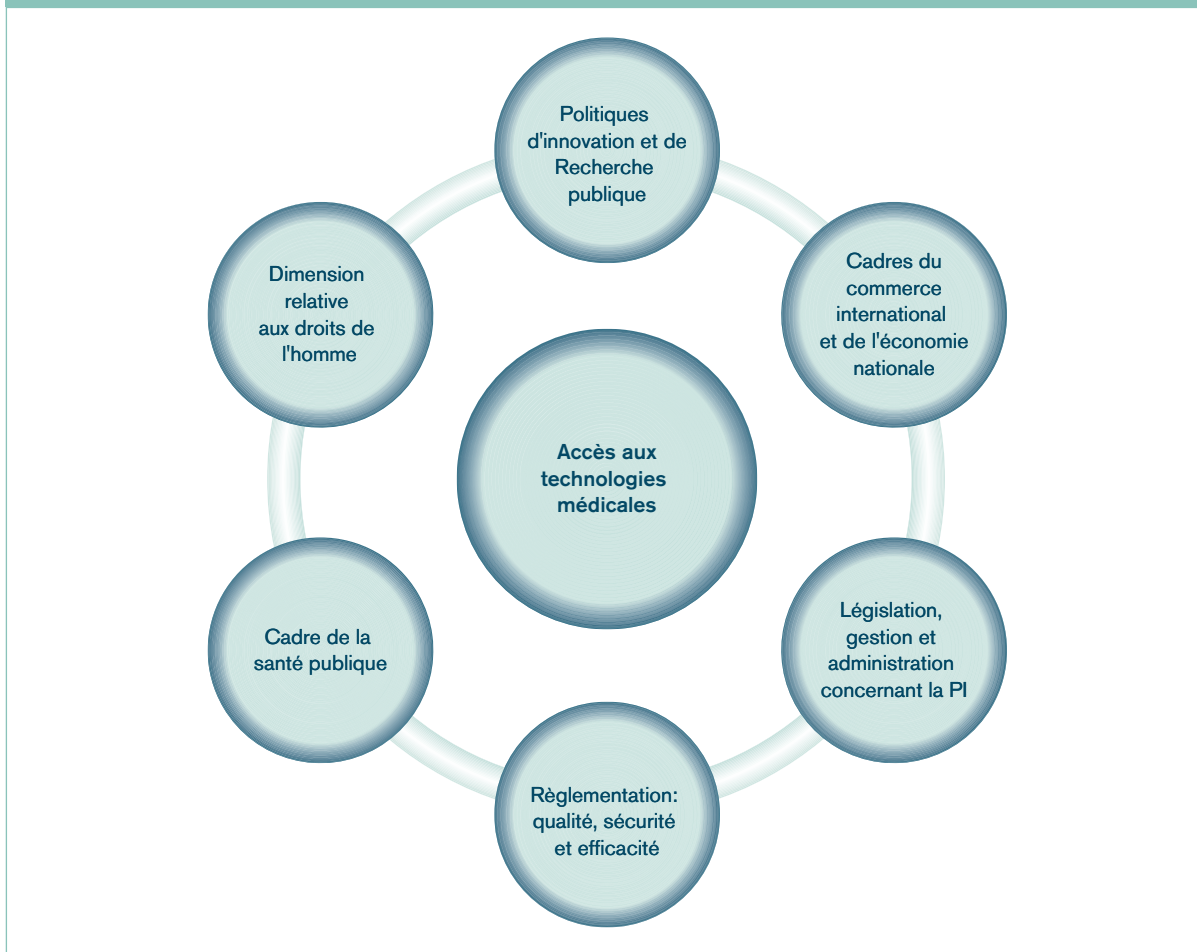 Politiques
d'innovation et de
Recherche
publique
Cadres du
commerce
international
et de l'économie
nationale
Dimension
relative
aux droits de
l'homme
Accès aux
technologies
médicales
Législation,
gestion et
administration
concernant la PI
Cadre de la
santé publique
Règlementation:
qualité, sécurité
et efficacité